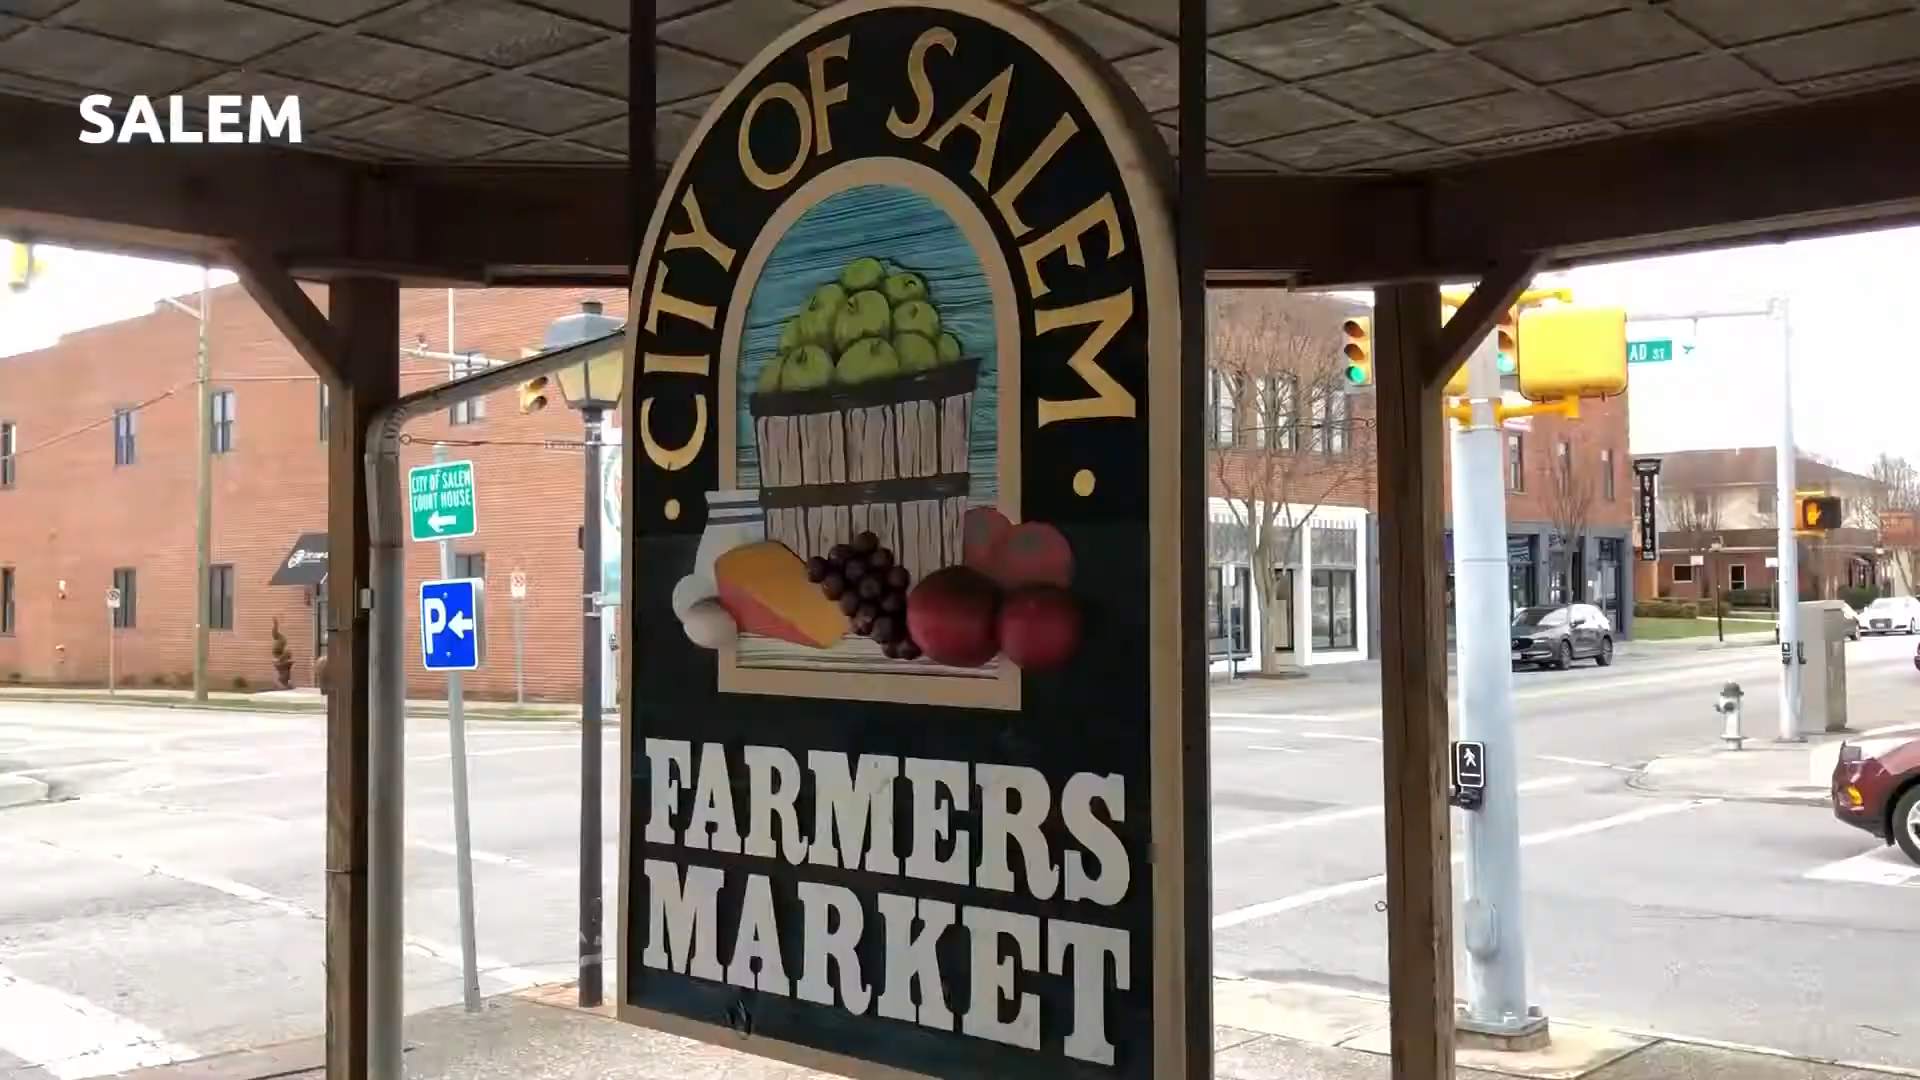 SALEM
CITY OF SALEM
FARMERS
MARKET
CITY OF SALEM
COURT HOUSE
P
AD ST